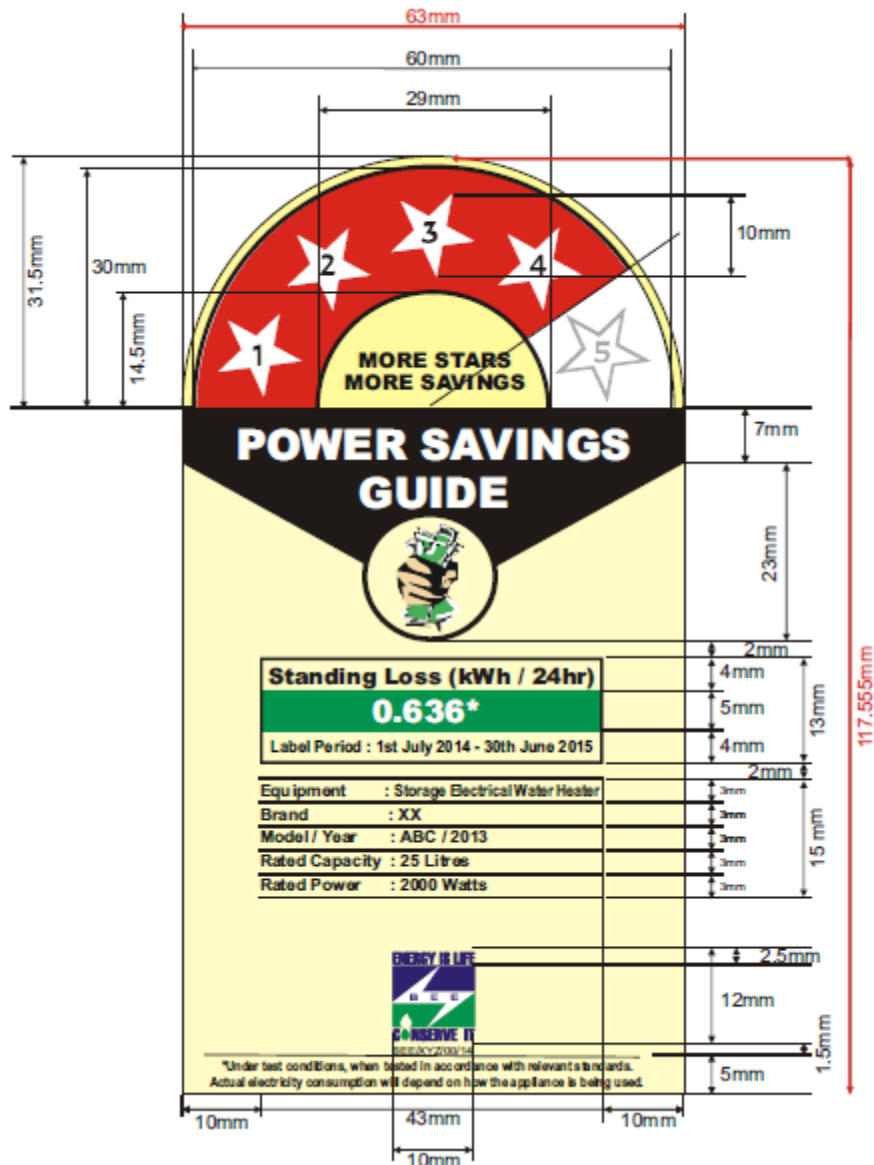 63mm
60mm
29mm
31.5mm
30mm
14.5mm
10mm
1
2
3
4
5
MORE STARS
MORE SAVINGS
7mm
POWER SAVINGS
GUIDE
23mm
2mm
117.555mm
Standing Loss (kWh / 24hr)
4mm
0.636*
5mm
13mm
Label Period : 1st July 2014 - 30th June 2015
4mm
2mm
Equipment : Storage Electrical Water Heater
3mm
Brand : XX
3mm
Model / Year : ABC / 2013
3mm
15 mm
Rated Capacity : 25 Litres
3mm
Rated Power : 2000 Watts
3mm
ENERGY IS LIFE
2.5mm
BEE
12mm
CONSERVE IT
BEE/XYZ/00/14
1.5mm
*Under test conditions, when tested in accordance with relevant standards.
Actual electricity consumption will depend on how the appliance is being used.
5mm
10mm
43mm
10mm
10mm